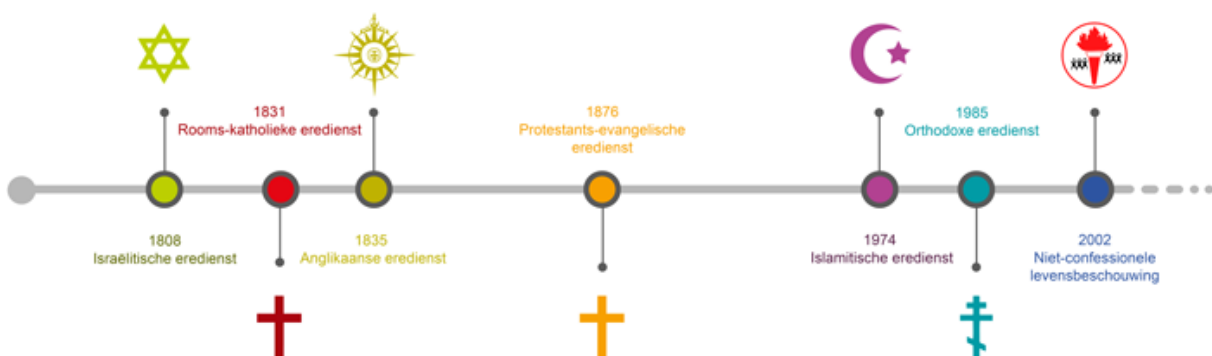 1808
Israëlitische eredienst
1831
Rooms-katholieke eredienst
1835
Anglikaanse eredienst
1876
Protestants-evangelische
eredienst
1974
Islamitische eredienst
1985
Orthodoxe eredienst
2002
Niet-confessionele
levensbeschouwing